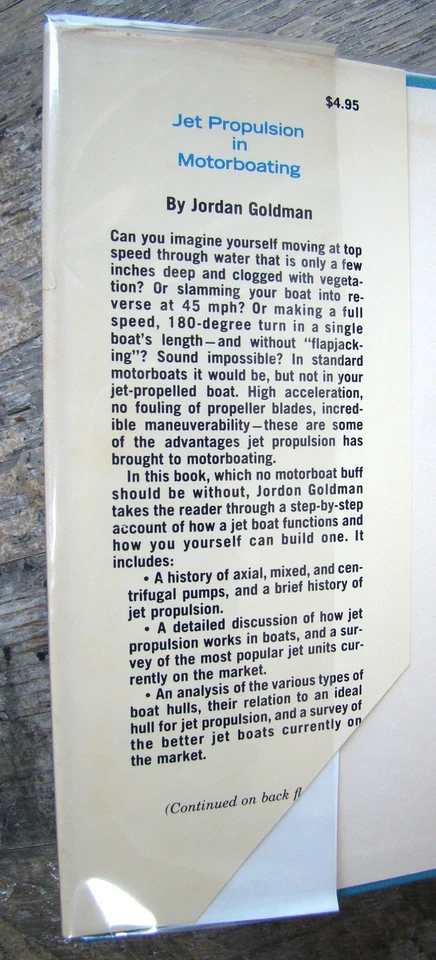 $4.95
Jet Propulsion
in
Motorboating
By Jordan Goldman
Can you imagine yourself moving at top
speed through water that is only a few
inches deep and clogged with vegeta-
tion? Or slamming your boat into re-
verse at 45 mph? Or making a full
speed, 180-degree turn in a single
boat's length—and without "flapjack-
ing"? Sound impossible? In standard
motorboats it would be, but not in your
jet-propelled boat. High acceleration,
no fouling of propeller blades, incred-
ible maneuverability—these are some
of the advantages jet propulsion has
brought to motorboating.
In this book, which no motorboat buff
should be without, Jordon Goldman
takes the reader through a step-by-step
account of how a jet boat functions and
how you yourself can build one. It
includes:
• A history of axial, mixed, and cen-
trifugal pumps, and a brief history of
jet propulsion.
• A detailed discussion of how jet
propulsion works in boats, and a sur-
vey of the most popular jet units cur-
rently on the market.
• An analysis of the various types of
boat hulls, their relation to an ideal
hull for jet propulsion, and a survey of
the better jet boats currently on
the market.
(Continued on back